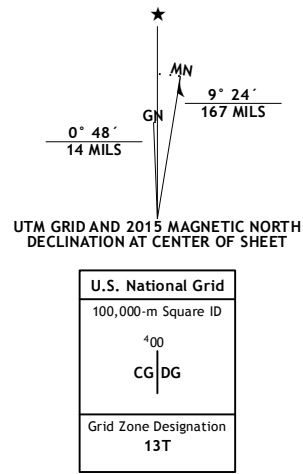 ★
MN
GN
9° 24´
167 MILS
0° 48´
14 MILS
UTM GRID AND 2015 MAGNETIC NORTH
DECLINATION AT CENTER OF SHEET
U.S. National Grid
100,000-m Square ID
⁴00
CG DG
Grid Zone Designation
13T